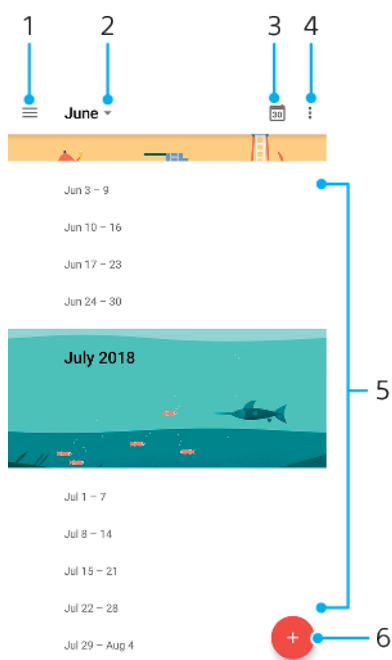 1 2 3 4
June
30
Jun 3 – 9
Jun 10 – 16
Jun 17 – 23
Jun 24 – 30
July 2018
5
Jul 1 – 7
Jul 8 – 14
Jul 15 – 21
Jul 22 – 28
Jul 29 – Aug 4
+ 6